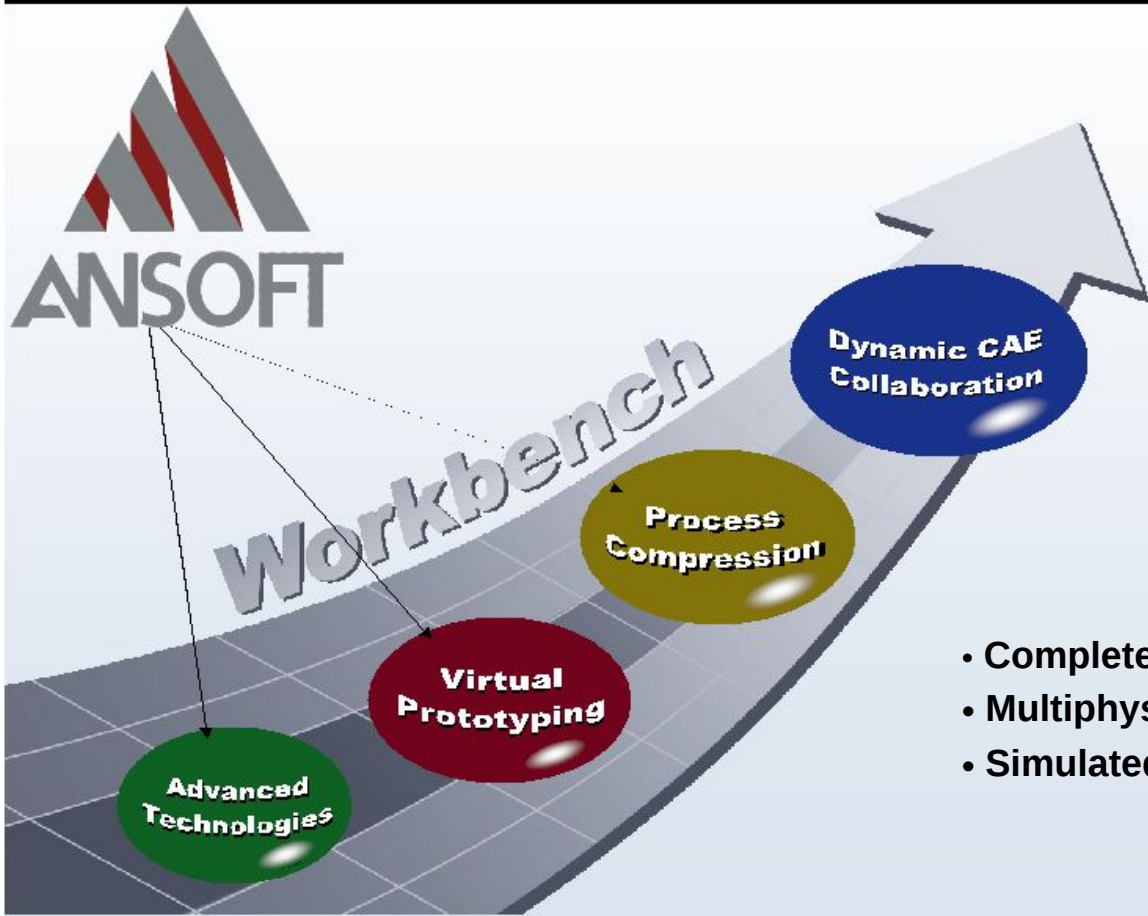 ANSOFT
Workbench
Dynamic CAE
Collaboration
Process
Compression
Virtual
Prototyping
Advanced
Technologies
• Complete
• Multiphys
• Simulated